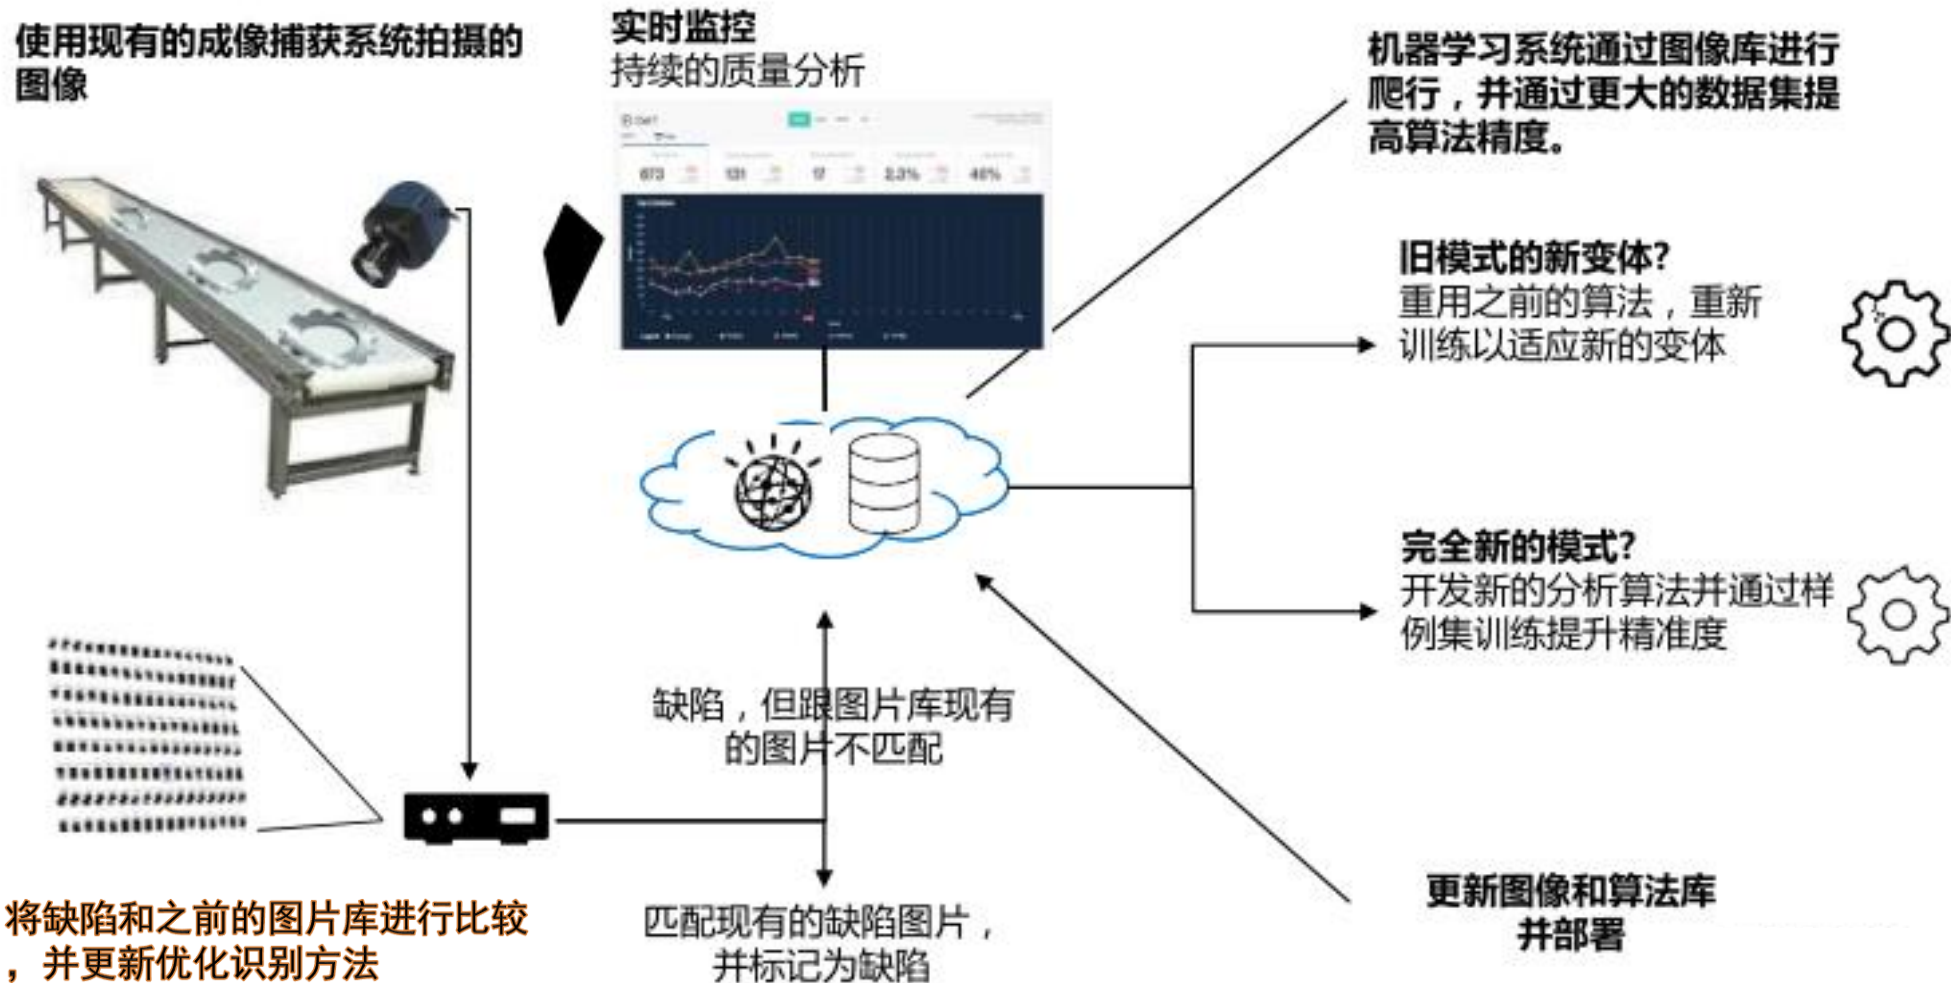 使用现有的成像捕获系统拍摄的
图像
实时监控
持续的质量分析
673
131
17
2.3%
40%
机器学习系统通过图像库进行
爬行，并通过更大的数据集提
高算法精度。
旧模式的新变体?
重用之前的算法，重新
训练以适应新的变体
完全新的模式?
开发新的分析算法并通过样
例集训练提升精准度
缺陷，但跟图片库现有
的图片不匹配
将缺陷和之前的图片库进行比较
，并更新优化识别方法
匹配现有的缺陷图片，
并标记为缺陷
更新图像和算法库
并部署